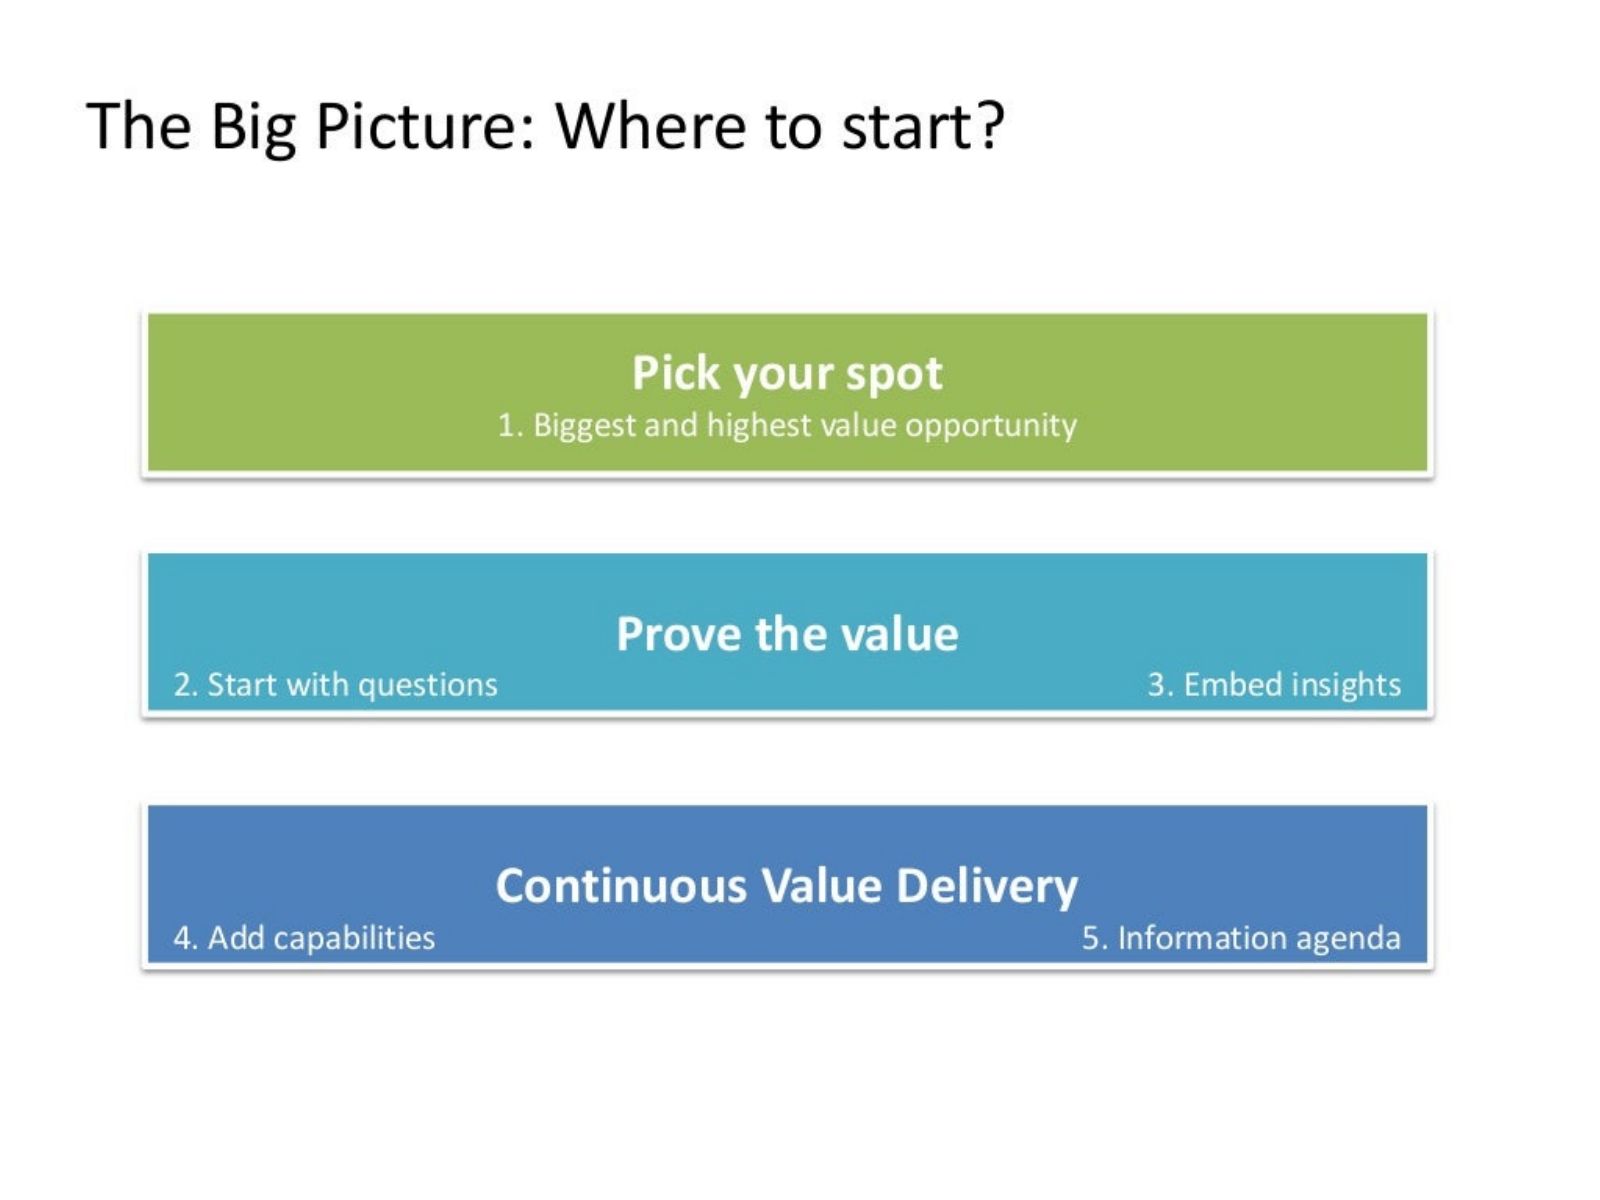 The Big Picture: Where to start?
Pick your spot
1. Biggest and highest value opportunity
Prove the value
2. Start with questions
3. Embed insights
Continuous Value Delivery
4. Add capabilities
5. Information agenda